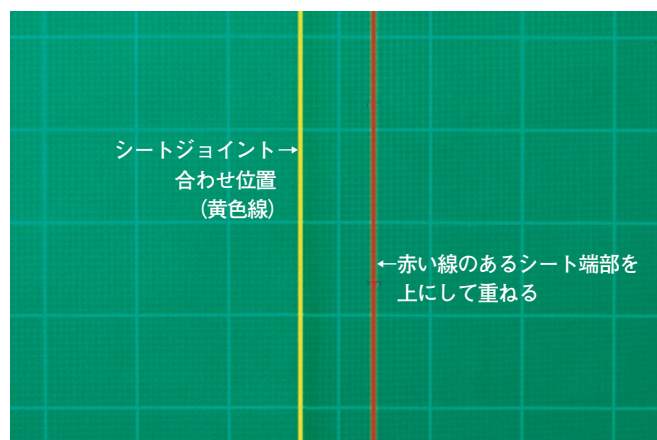 シートジョイント→
合わせ位置
(黄色線)
←赤い線のあるシート端部を
上にして重ねる